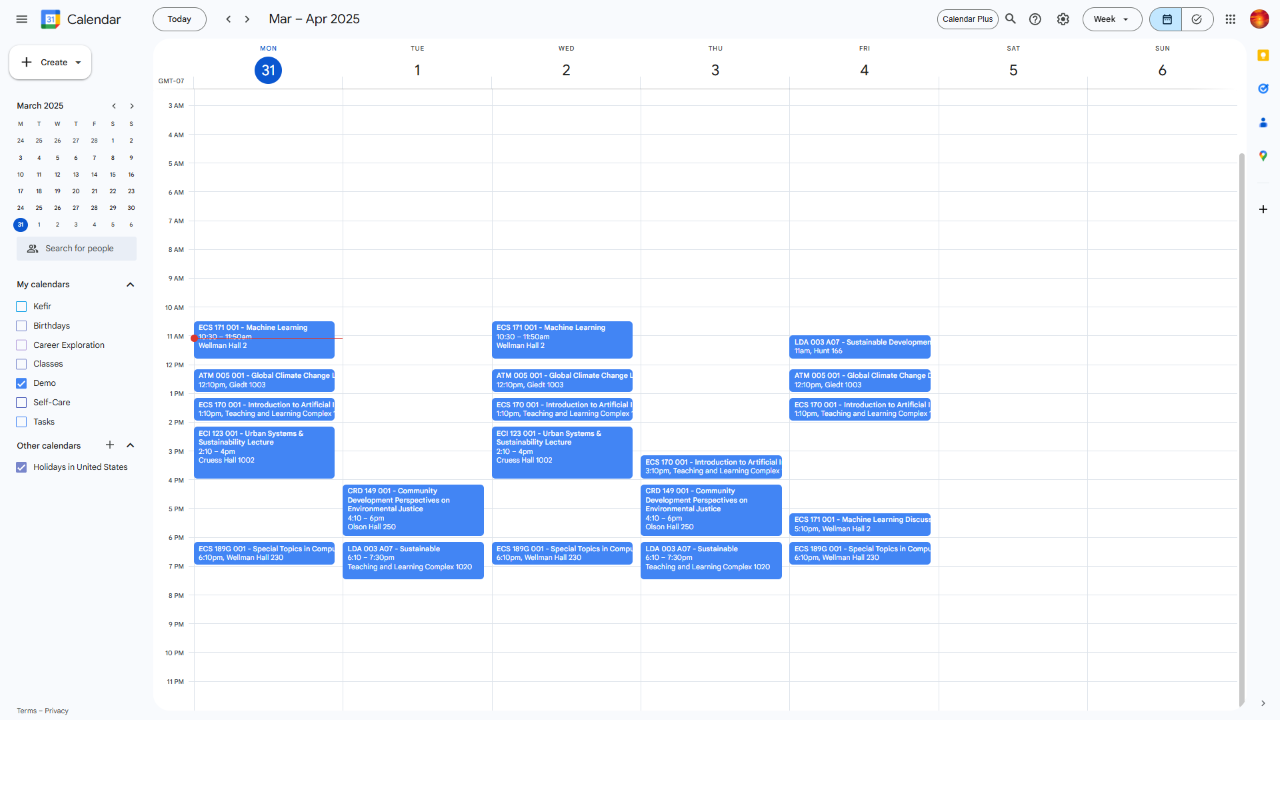 Calendar
Today
Mar – Apr 2025
Calendar Plus
Week
Create
March 2025
M T W T F S S
24 25 26 27 28 1 2
3 4 5 6 7 8 9
10 11 12 13 14 15 16
17 18 19 20 21 22 23
24 25 26 27 28 29 30
31 1 2 3 4 5 6
Search for people
My calendars
Kefir
Birthdays
Career Exploration
Classes
Demo
Self-Care
Tasks
Other calendars
Holidays in United States
Terms – Privacy
GMT-07
MON
31
TUE
1
WED
2
THU
3
FRI
4
SAT
5
SUN
6
3 AM
4 AM
5 AM
6 AM
7 AM
8 AM
9 AM
10 AM
11 AM
12 PM
1 PM
2 PM
3 PM
4 PM
5 PM
6 PM
7 PM
8 PM
9 PM
10 PM
11 PM
ECS 171 001 - Machine Learning
10:30 – 11:50am
Wellman Hall 2
ATM 005 001 - Global Climate Change L
12:10pm, Giedt 1003
ECS 170 001 - Introduction to Artificial I
1:10pm, Teaching and Learning Complex
ECI 123 001 - Urban Systems &
Sustainability Lecture
2:10 – 4pm
Cruess Hall 1002
ECS 189G 001 - Special Topics in Compu
6:10pm, Wellman Hall 230
CRD 149 001 - Community
Development Perspectives on
Environmental Justice
4:10 – 6pm
Olson Hall 250
LDA 003 A07 - Sustainable
6:10 – 7:30pm
Teaching and Learning Complex 1020
ECS 171 001 - Machine Learning
10:30 – 11:50am
Wellman Hall 2
ATM 005 001 - Global Climate Change L
12:10pm, Giedt 1003
ECS 170 001 - Introduction to Artificial I
1:10pm, Teaching and Learning Complex
ECI 123 001 - Urban Systems &
Sustainability Lecture
2:10 – 4pm
Cruess Hall 1002
ECS 189G 001 - Special Topics in Compu
6:10pm, Wellman Hall 230
ECS 170 001 - Introduction to Artificial I
3:10pm, Teaching and Learning Complex
CRD 149 001 - Community
Development Perspectives on
Environmental Justice
4:10 – 6pm
Olson Hall 250
LDA 003 A07 - Sustainable
6:10 – 7:30pm
Teaching and Learning Complex 1020
LDA 003 A07 - Sustainable Developmen
11am, Hunt 166
ATM 005 001 - Global Climate Change D
12:10pm, Giedt 1003
ECS 170 001 - Introduction to Artificial I
1:10pm, Teaching and Learning Complex
ECS 171 001 - Machine Learning Discuss
5:10pm, Wellman Hall 2
ECS 189G 001 - Special Topics in Compu
6:10pm, Wellman Hall 230